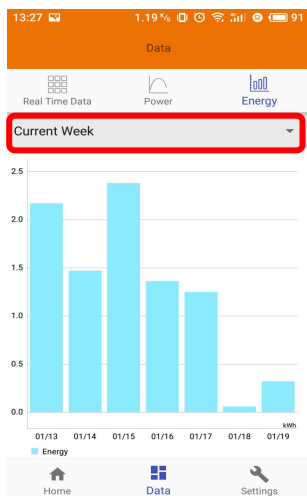 13:27 1.19 ᴷ/s 91
Data
Real Time Data Power Energy
Current Week
2.5
2.0
1.5
1.0
0.5
0.0
kWh
01/13 01/14 01/15 01/16 01/17 01/18 01/19
Energy
Home Data Settings